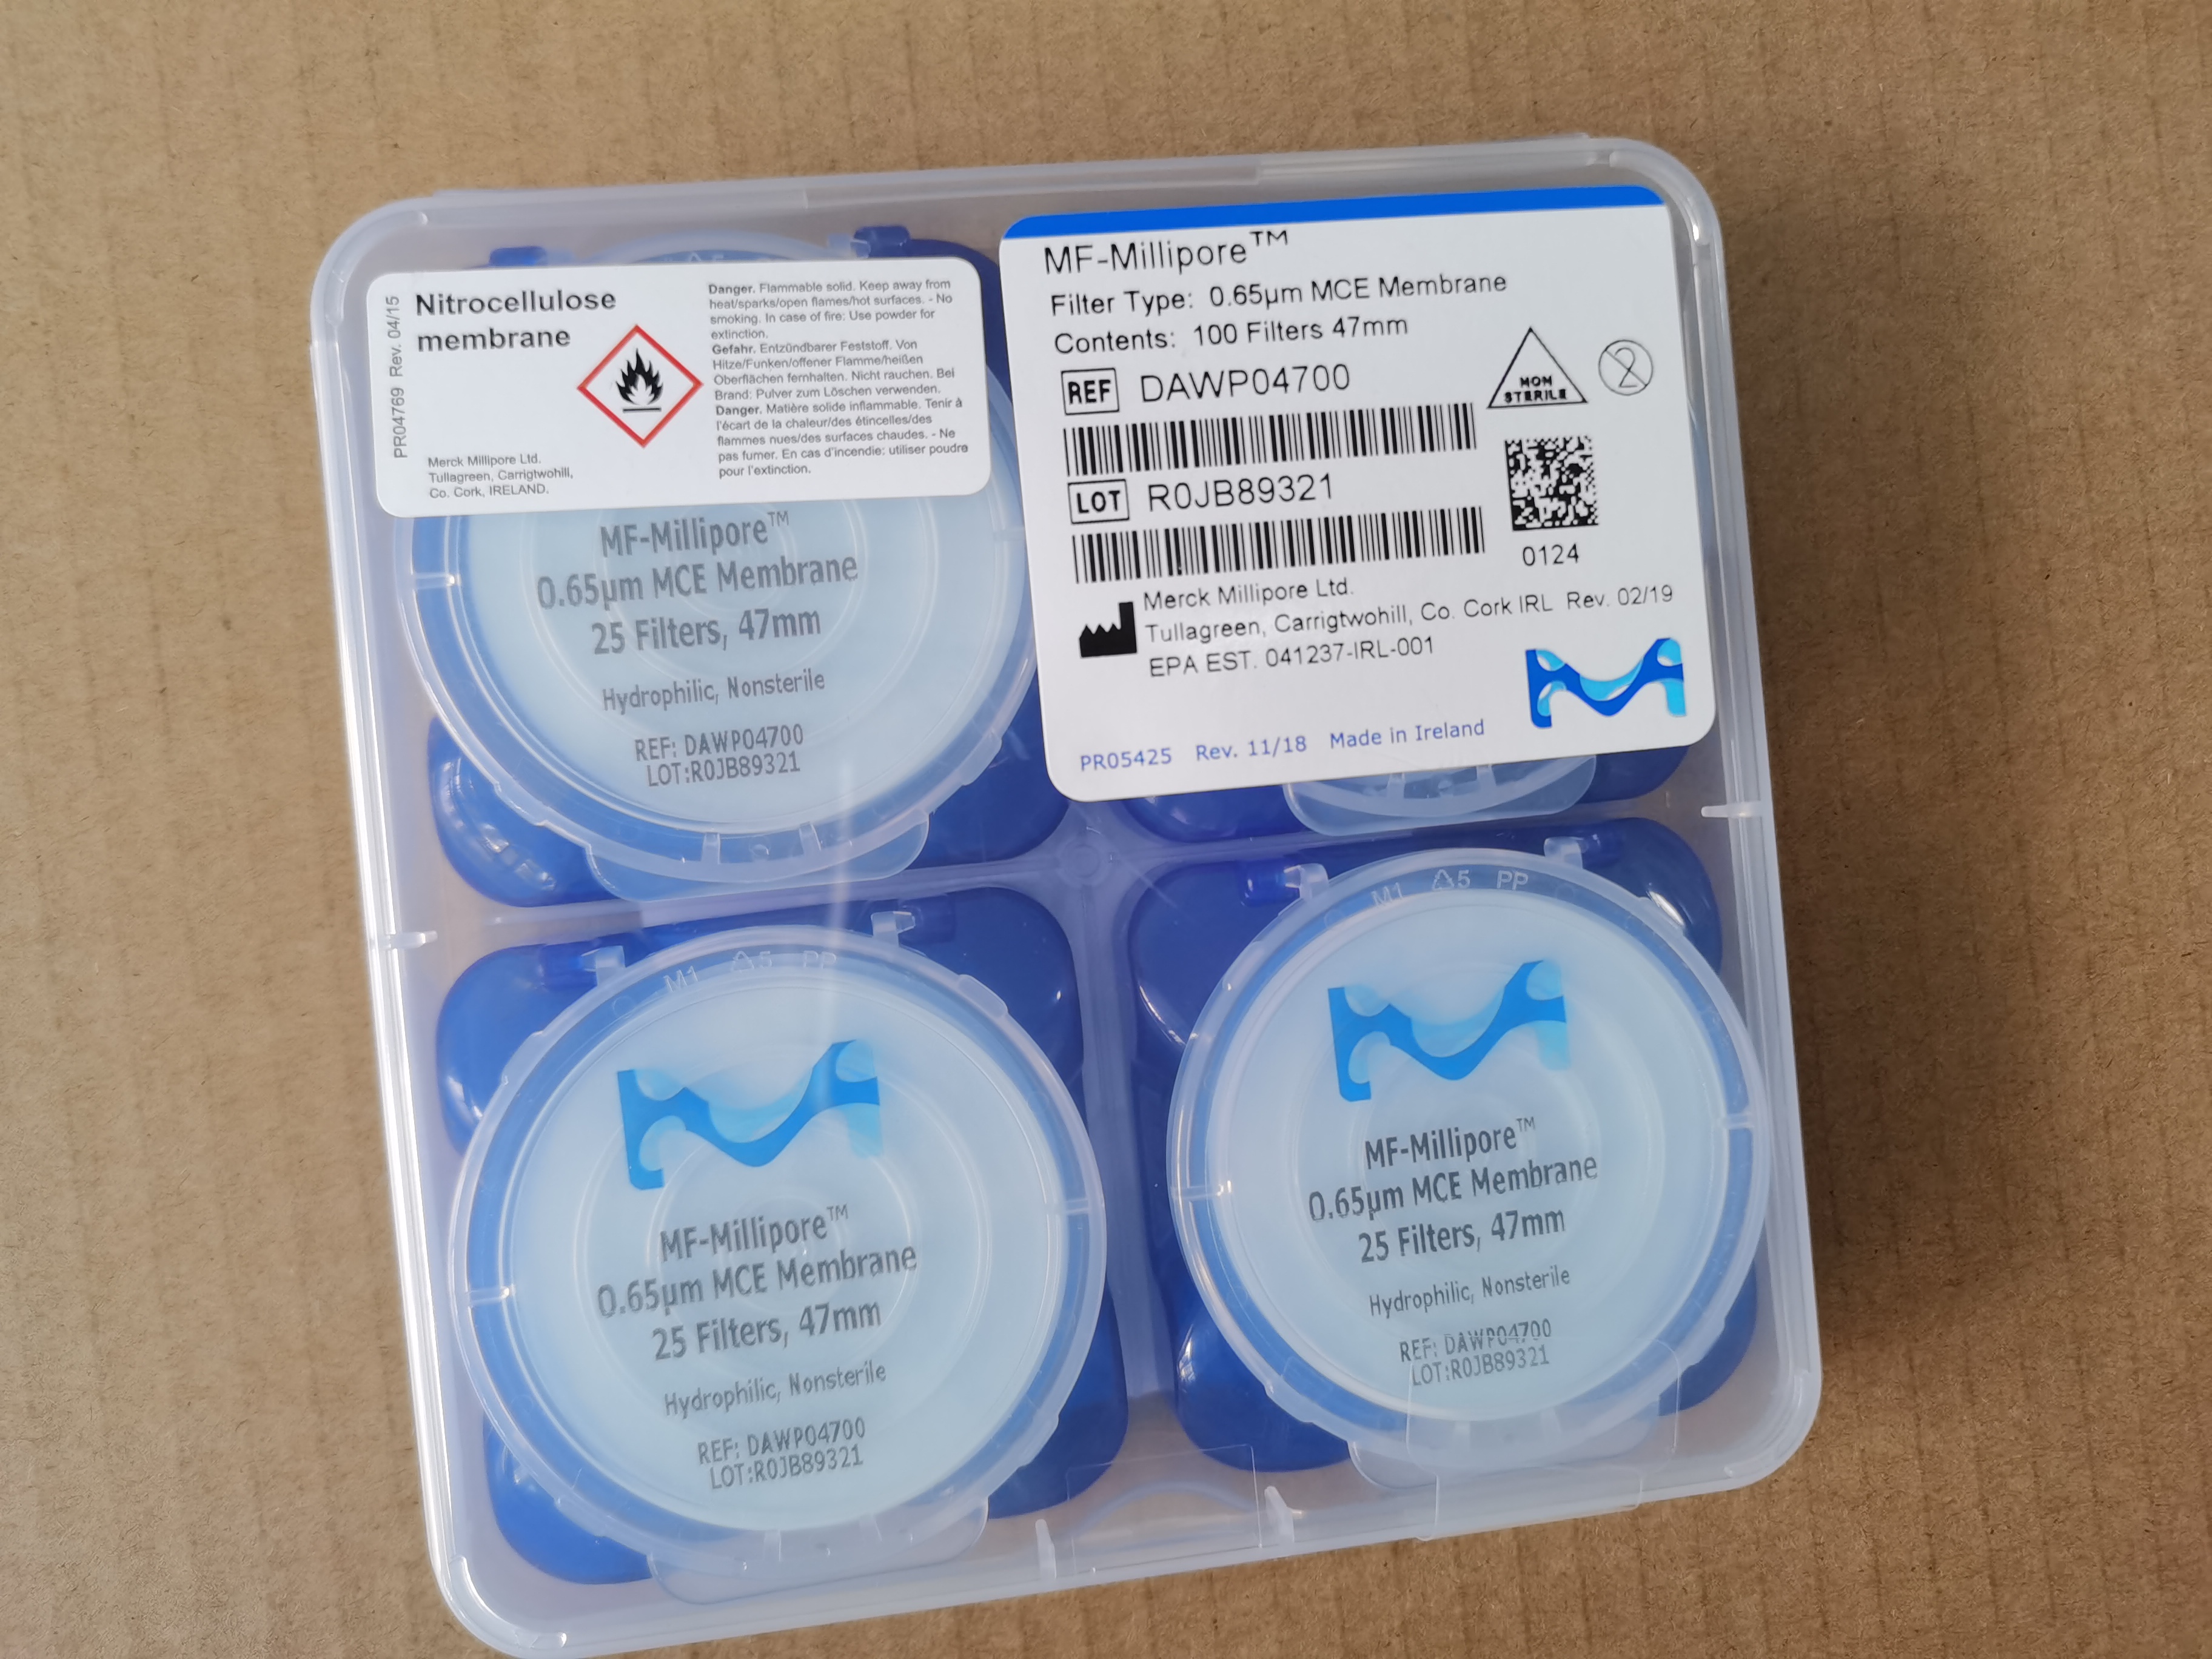 PR04769 Rev. 04/15
Nitrocellulose
membrane
Merck Millipore Ltd.
Tullagreen, Carrigtwohill,
Co. Cork, IRELAND.
Danger. Flammable solid. Keep away from
heat/sparks/open flames/hot surfaces. - No
smoking. In case of fire: Use powder for
extinction.
Gefahr. Entzündbarer Feststoff. Von
Hitze/Funken/offener Flamme/heißen
Oberflächen fernhalten. Nicht rauchen. Bei
Brand: Pulver zum Löschen verwenden.
Danger. Matière solide inflammable. Tenir à
l'écart de la chaleur/des étincelles/des
flammes nues/des surfaces chaudes. - Ne
pas fumer. En cas d'incendie: utiliser poudre
pour l'extinction.
MF-Millipore™
Filter Type: 0.65µm MCE Membrane
Contents: 100 Filters 47mm
REF DAWP04700
NON
STERILE
2
LOT R0JB89321
0124
Merck Millipore Ltd.
Tullagreen, Carrigtwohill, Co. Cork IRL Rev. 02/19
EPA EST. 041237-IRL-001
PR05425 Rev. 11/18 Made in Ireland
MF-Millipore™
0.65µm MCE Membrane
25 Filters, 47mm
Hydrophilic, Nonsterile
REF: DAWP04700
LOT:R0JB89321
M1 5 PP
MF-Millipore™
0.65µm MCE Membrane
25 Filters, 47mm
Hydrophilic, Nonsterile
REF: DAWP04700
LOT:R0JB89321
M1 5 PP
MF-Millipore™
0.65µm MCE Membrane
25 Filters, 47mm
Hydrophilic, Nonsterile
REF: DAWP04700
LOT:R0JB89321